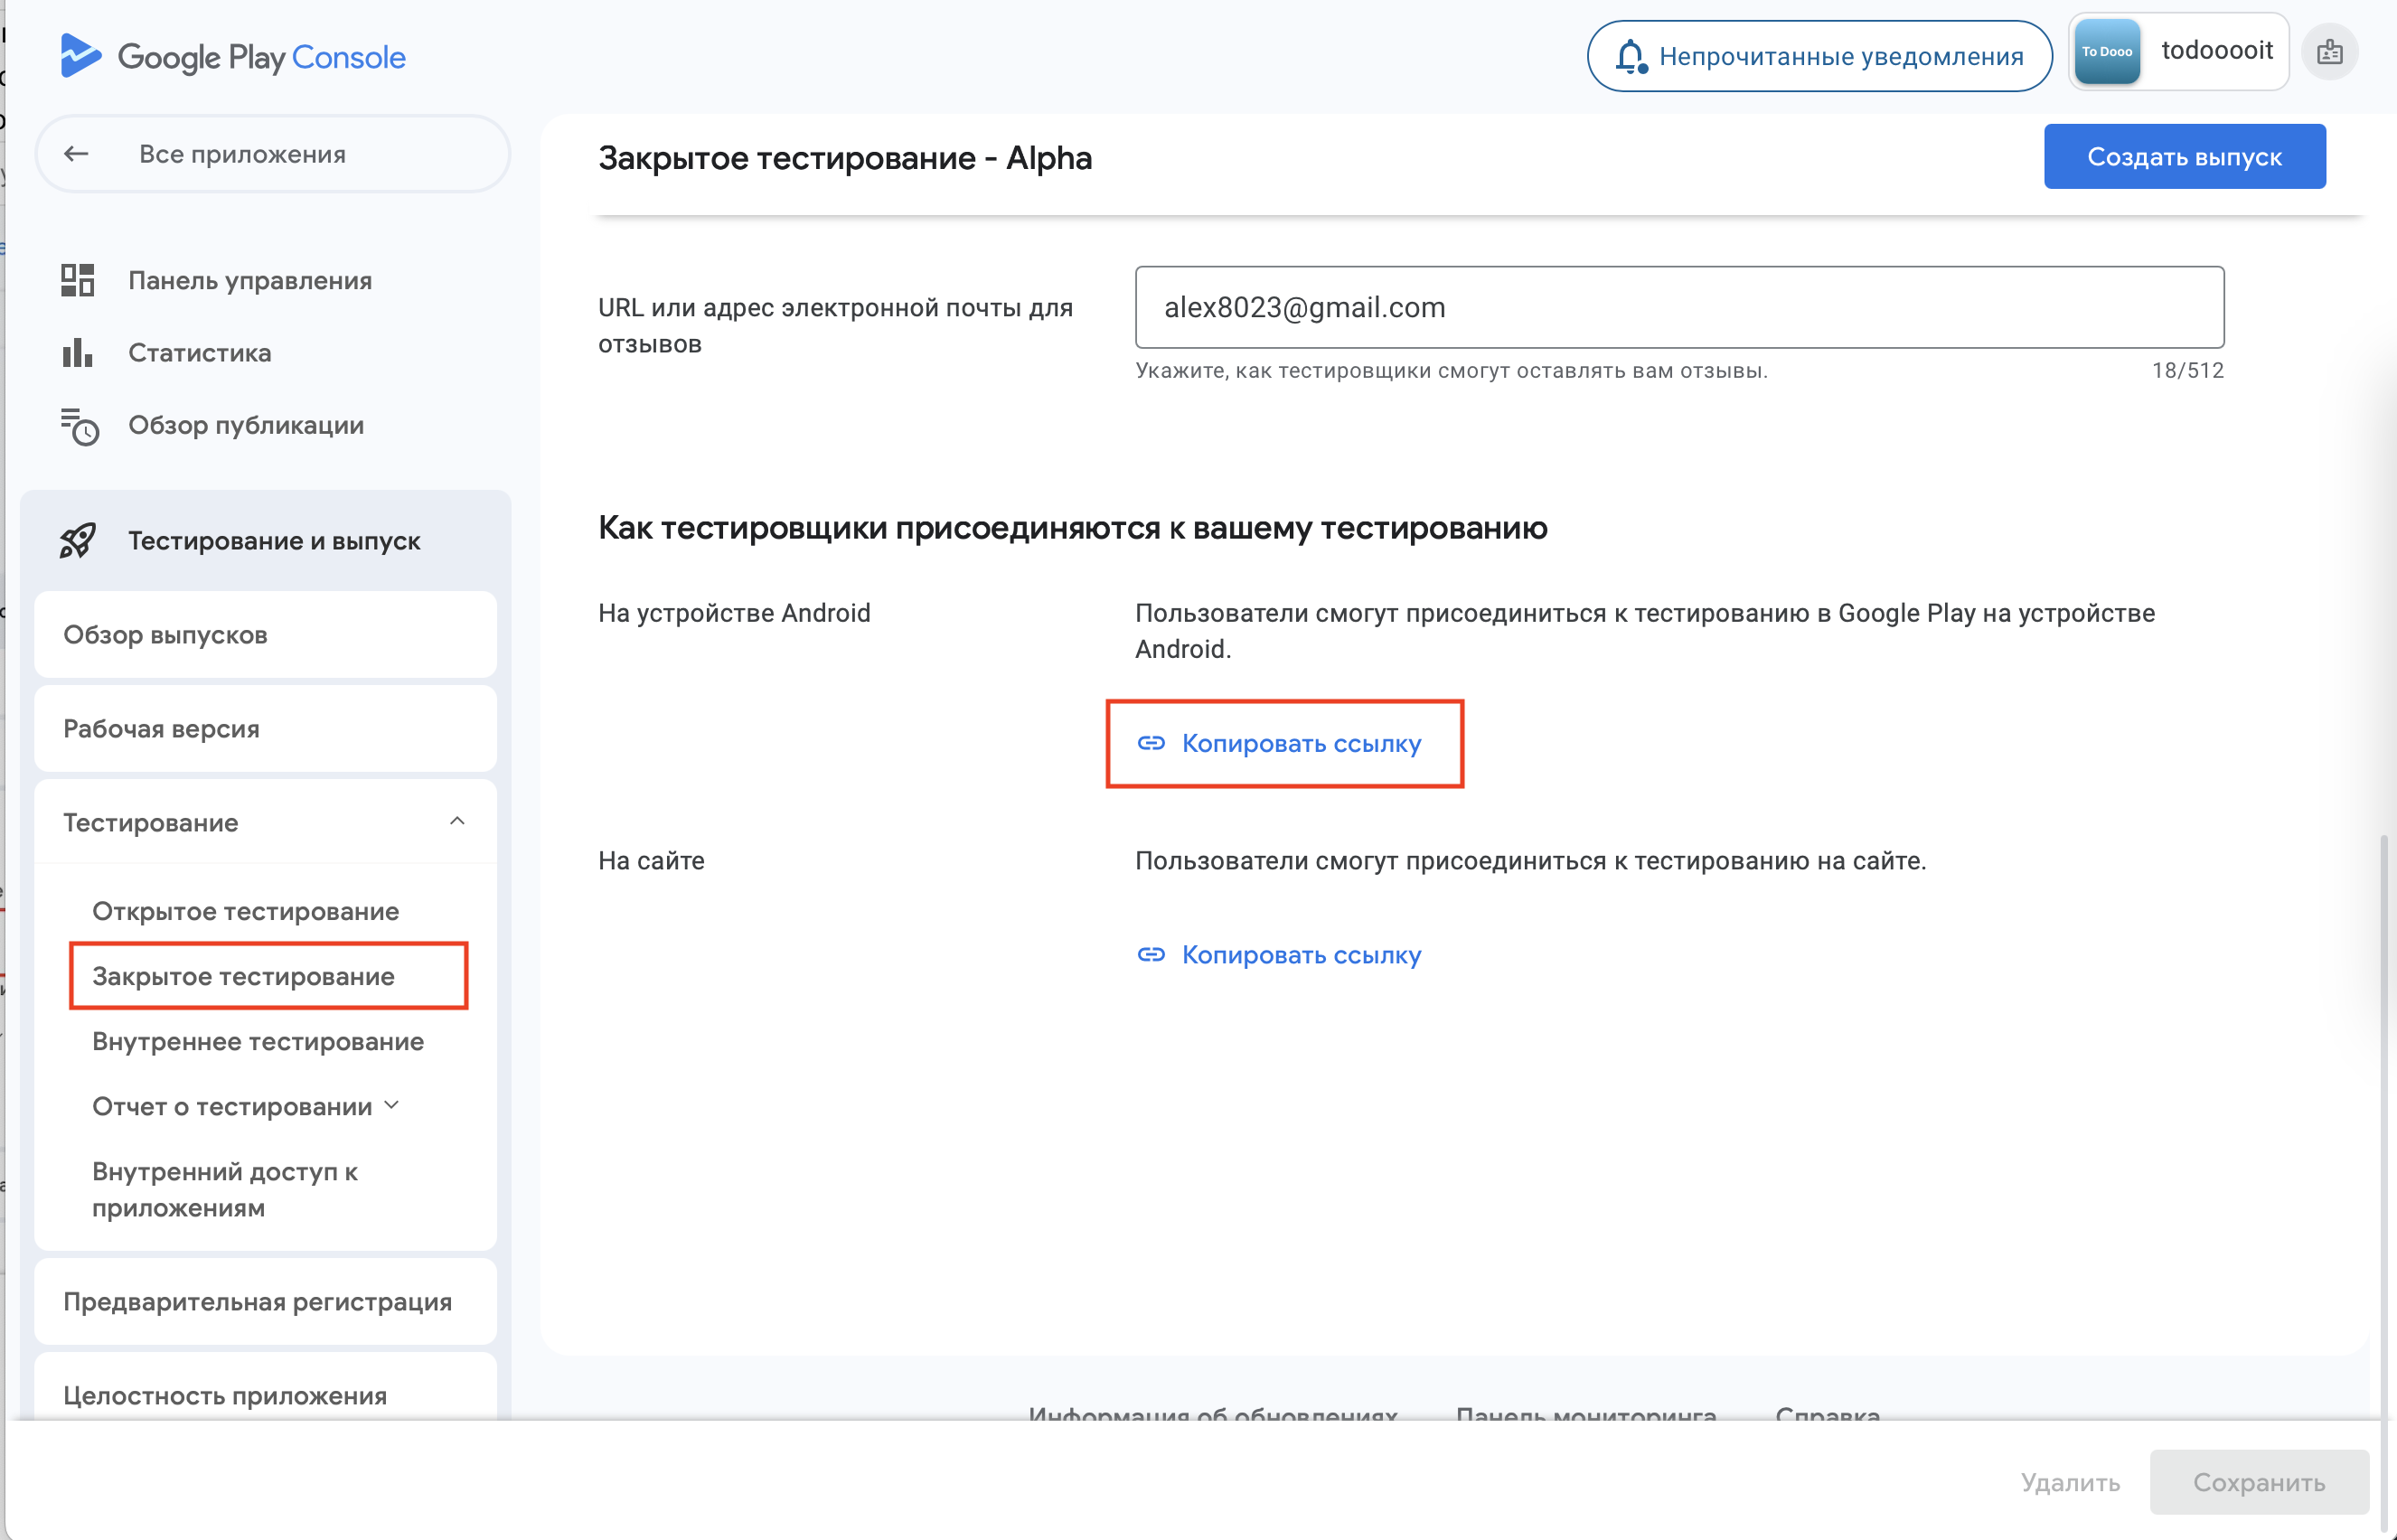 Google Play Console
Непрочитанные уведомления
To Dooo
todooooit
Все приложения
Закрытое тестирование - Alpha
Создать выпуск
Панель управления
Статистика
Обзор публикации
Тестирование и выпуск
Обзор выпусков
Рабочая версия
Тестирование
Открытое тестирование
Закрытое тестирование
Внутреннее тестирование
Отчет о тестировании
Внутренний доступ к
приложениям
Предварительная регистрация
Целостность приложения
URL или адрес электронной почты для
отзывов
alex8023@gmail.com
Укажите, как тестировщики смогут оставлять вам отзывы.
18/512
Как тестировщики присоединяются к вашему тестированию
На устройстве Android
Пользователи смогут присоединиться к тестированию в Google Play на устройстве
Android.
Копировать ссылку
На сайте
Пользователи смогут присоединиться к тестированию на сайте.
Копировать ссылку
Информация об обновлениях
Панель мониторинга
Справка
Удалить
Сохранить